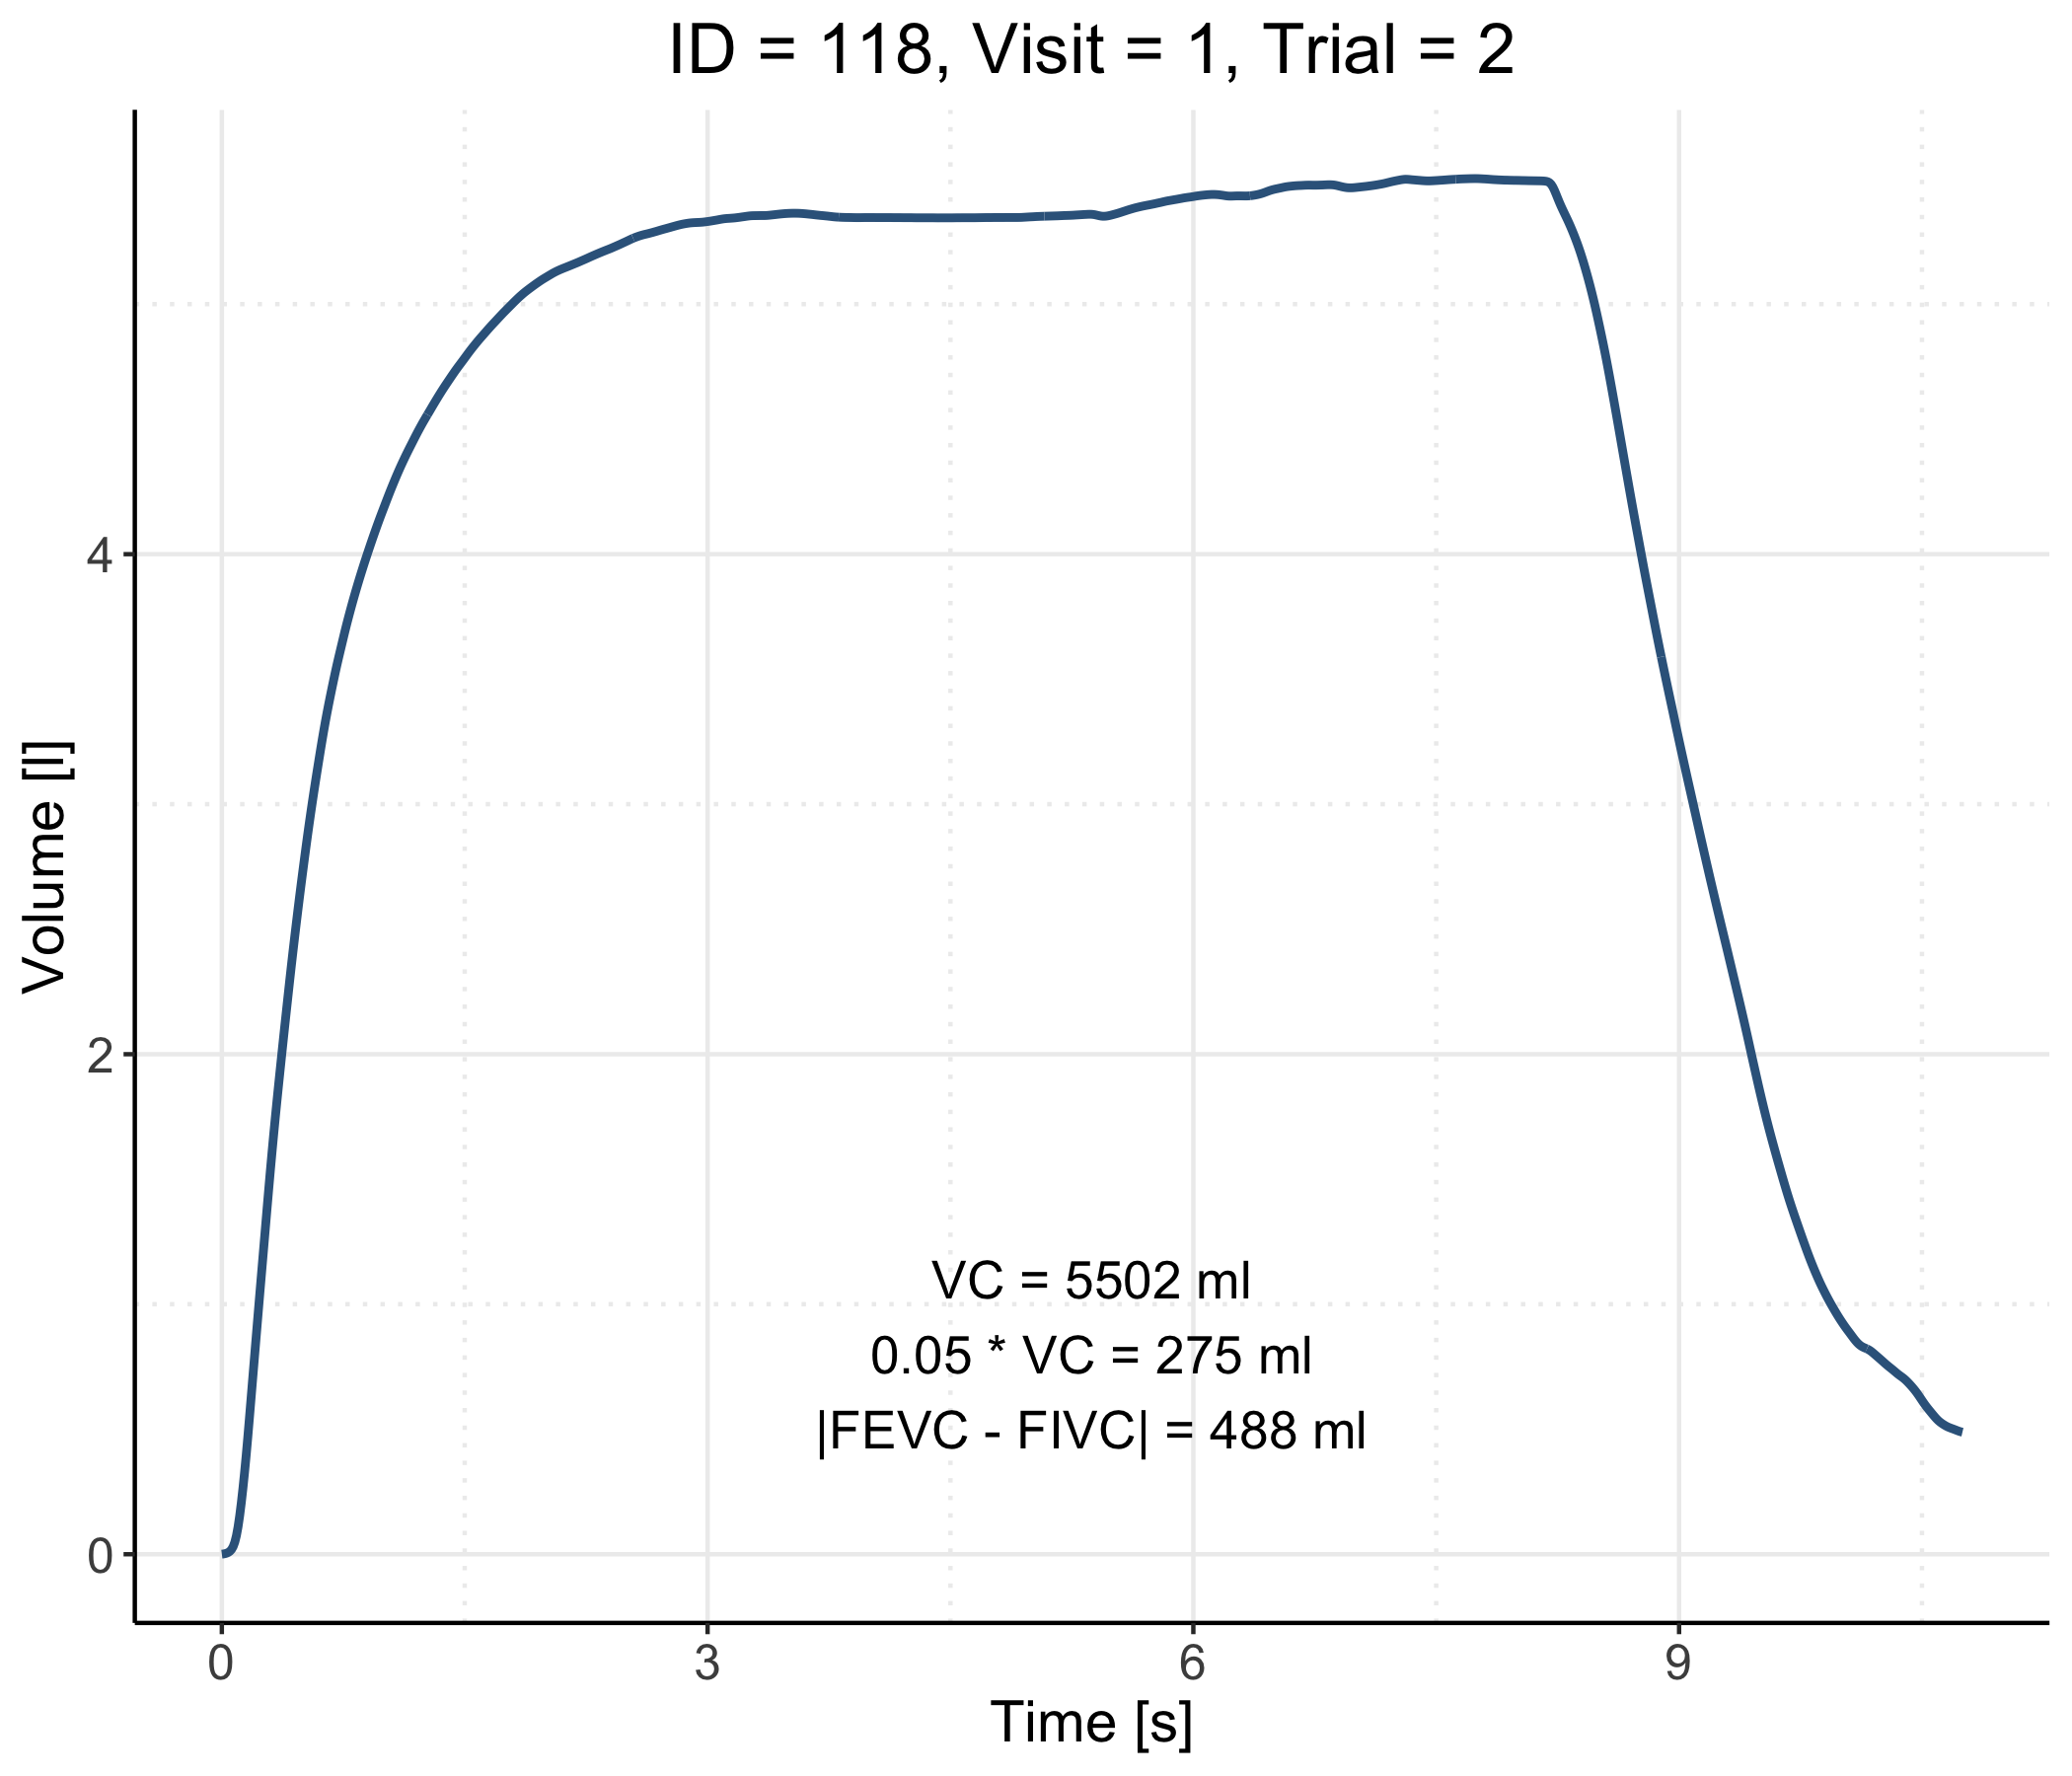 ID = 118, Visit = 1, Trial = 2
Volume [l]
4
2
0
VC = 5502 ml
0.05 * VC = 275 ml
|FEVC - FIVC| = 488 ml
0 3 6 9
Time [s]